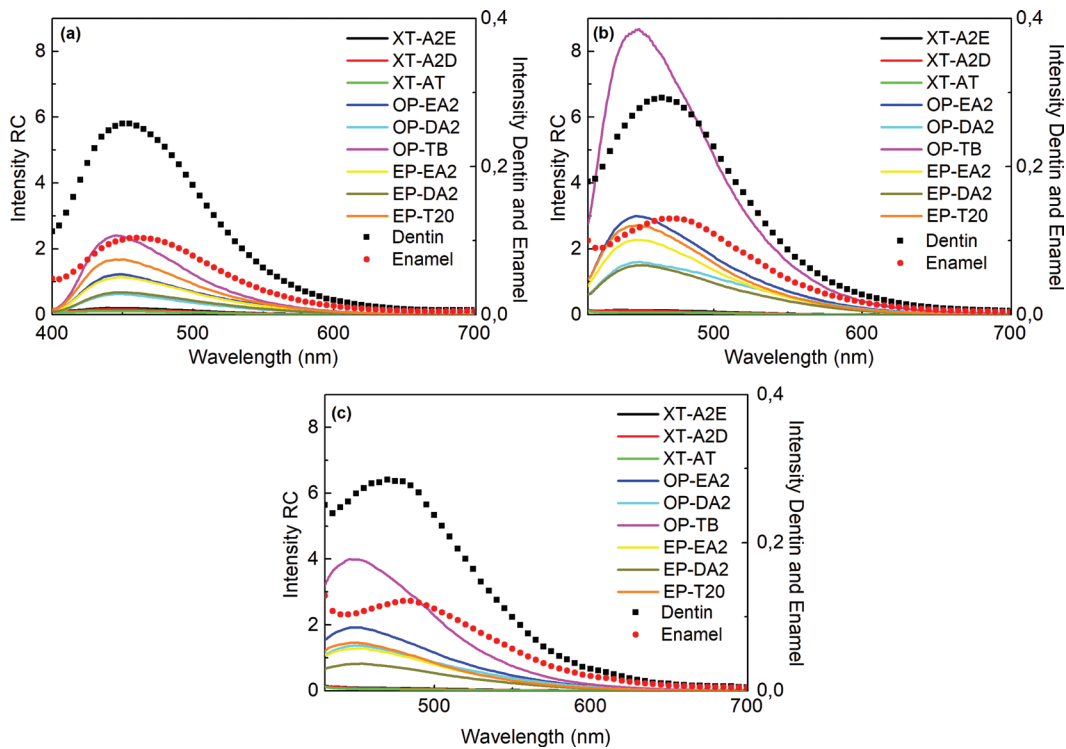 (a)
8
6
4
2
0
Intensity RC
400
500
600
700
Wavelength (nm)
0,4
0,2
0,0
Intensity Dentin and Enamel
XT-A2E
XT-A2D
XT-AT
OP-EA2
OP-DA2
OP-TB
EP-EA2
EP-DA2
EP-T20
Dentin
Enamel
(b)
8
6
4
2
0
Intensity RC
500
600
700
Wavelength (nm)
0,4
0,2
0,0
Intensity Dentin and Enamel
XT-A2E
XT-A2D
XT-AT
OP-EA2
OP-DA2
OP-TB
EP-EA2
EP-DA2
EP-T20
Dentin
Enamel
(c)
8
6
4
2
0
Intensity RC
500
600
700
Wavelength (nm)
0,4
0,2
0,0
Intensity Dentin and Enamel
XT-A2E
XT-A2D
XT-AT
OP-EA2
OP-DA2
OP-TB
EP-EA2
EP-DA2
EP-T20
Dentin
Enamel